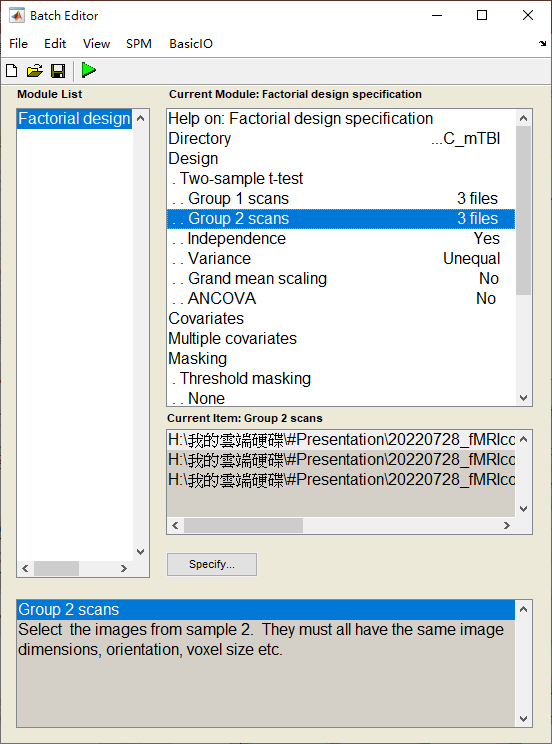 Batch Editor
File Edit View SPM BasicIO
Module List
Current Module: Factorial design specification
Factorial design
Help on: Factorial design specification
Directory ...C_mTBI
Design
. Two-sample t-test
. . Group 1 scans 3 files
. . Group 2 scans 3 files
. . Independence Yes
. . Variance Unequal
. . Grand mean scaling No
. . ANCOVA No
Covariates
Multiple covariates
Masking
. Threshold masking
. . None
Current Item: Group 2 scans
H:\我的雲端硬碟\#Presentation\20220728_fMRIcc
H:\我的雲端硬碟\#Presentation\20220728_fMRIcc
H:\我的雲端硬碟\#Presentation\20220728_fMRIcc
Specify...
Group 2 scans
Select the images from sample 2. They must all have the same image
dimensions, orientation, voxel size etc.